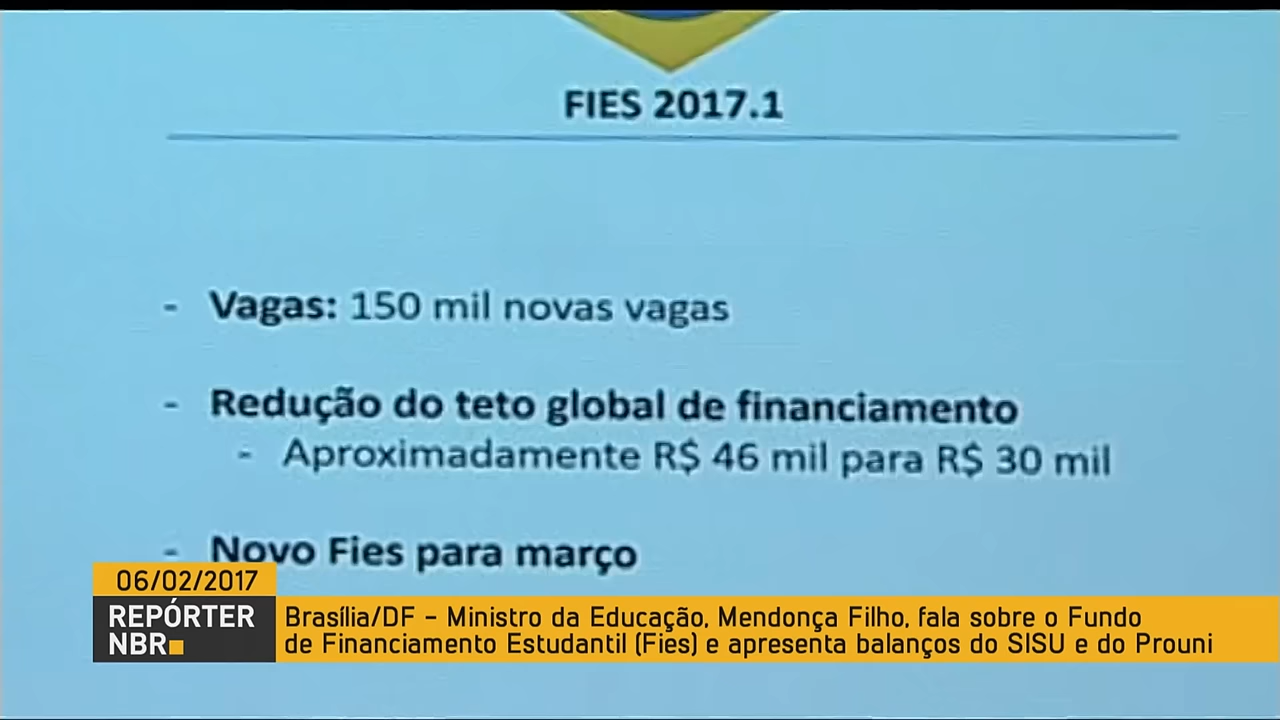 FIES 2017.1
- Vagas: 150 mil novas vagas
- Redução do teto global de financiamento
- Aproximadamente R$ 46 mil para R$ 30 mil
- Novo Fies para março
06/02/2017
REPÓRTER
NBR
Brasília/DF – Ministro da Educação, Mendonça Filho, fala sobre o Fundo
de Financiamento Estudantil (Fies) e apresenta balanços do SISU e do Prouni